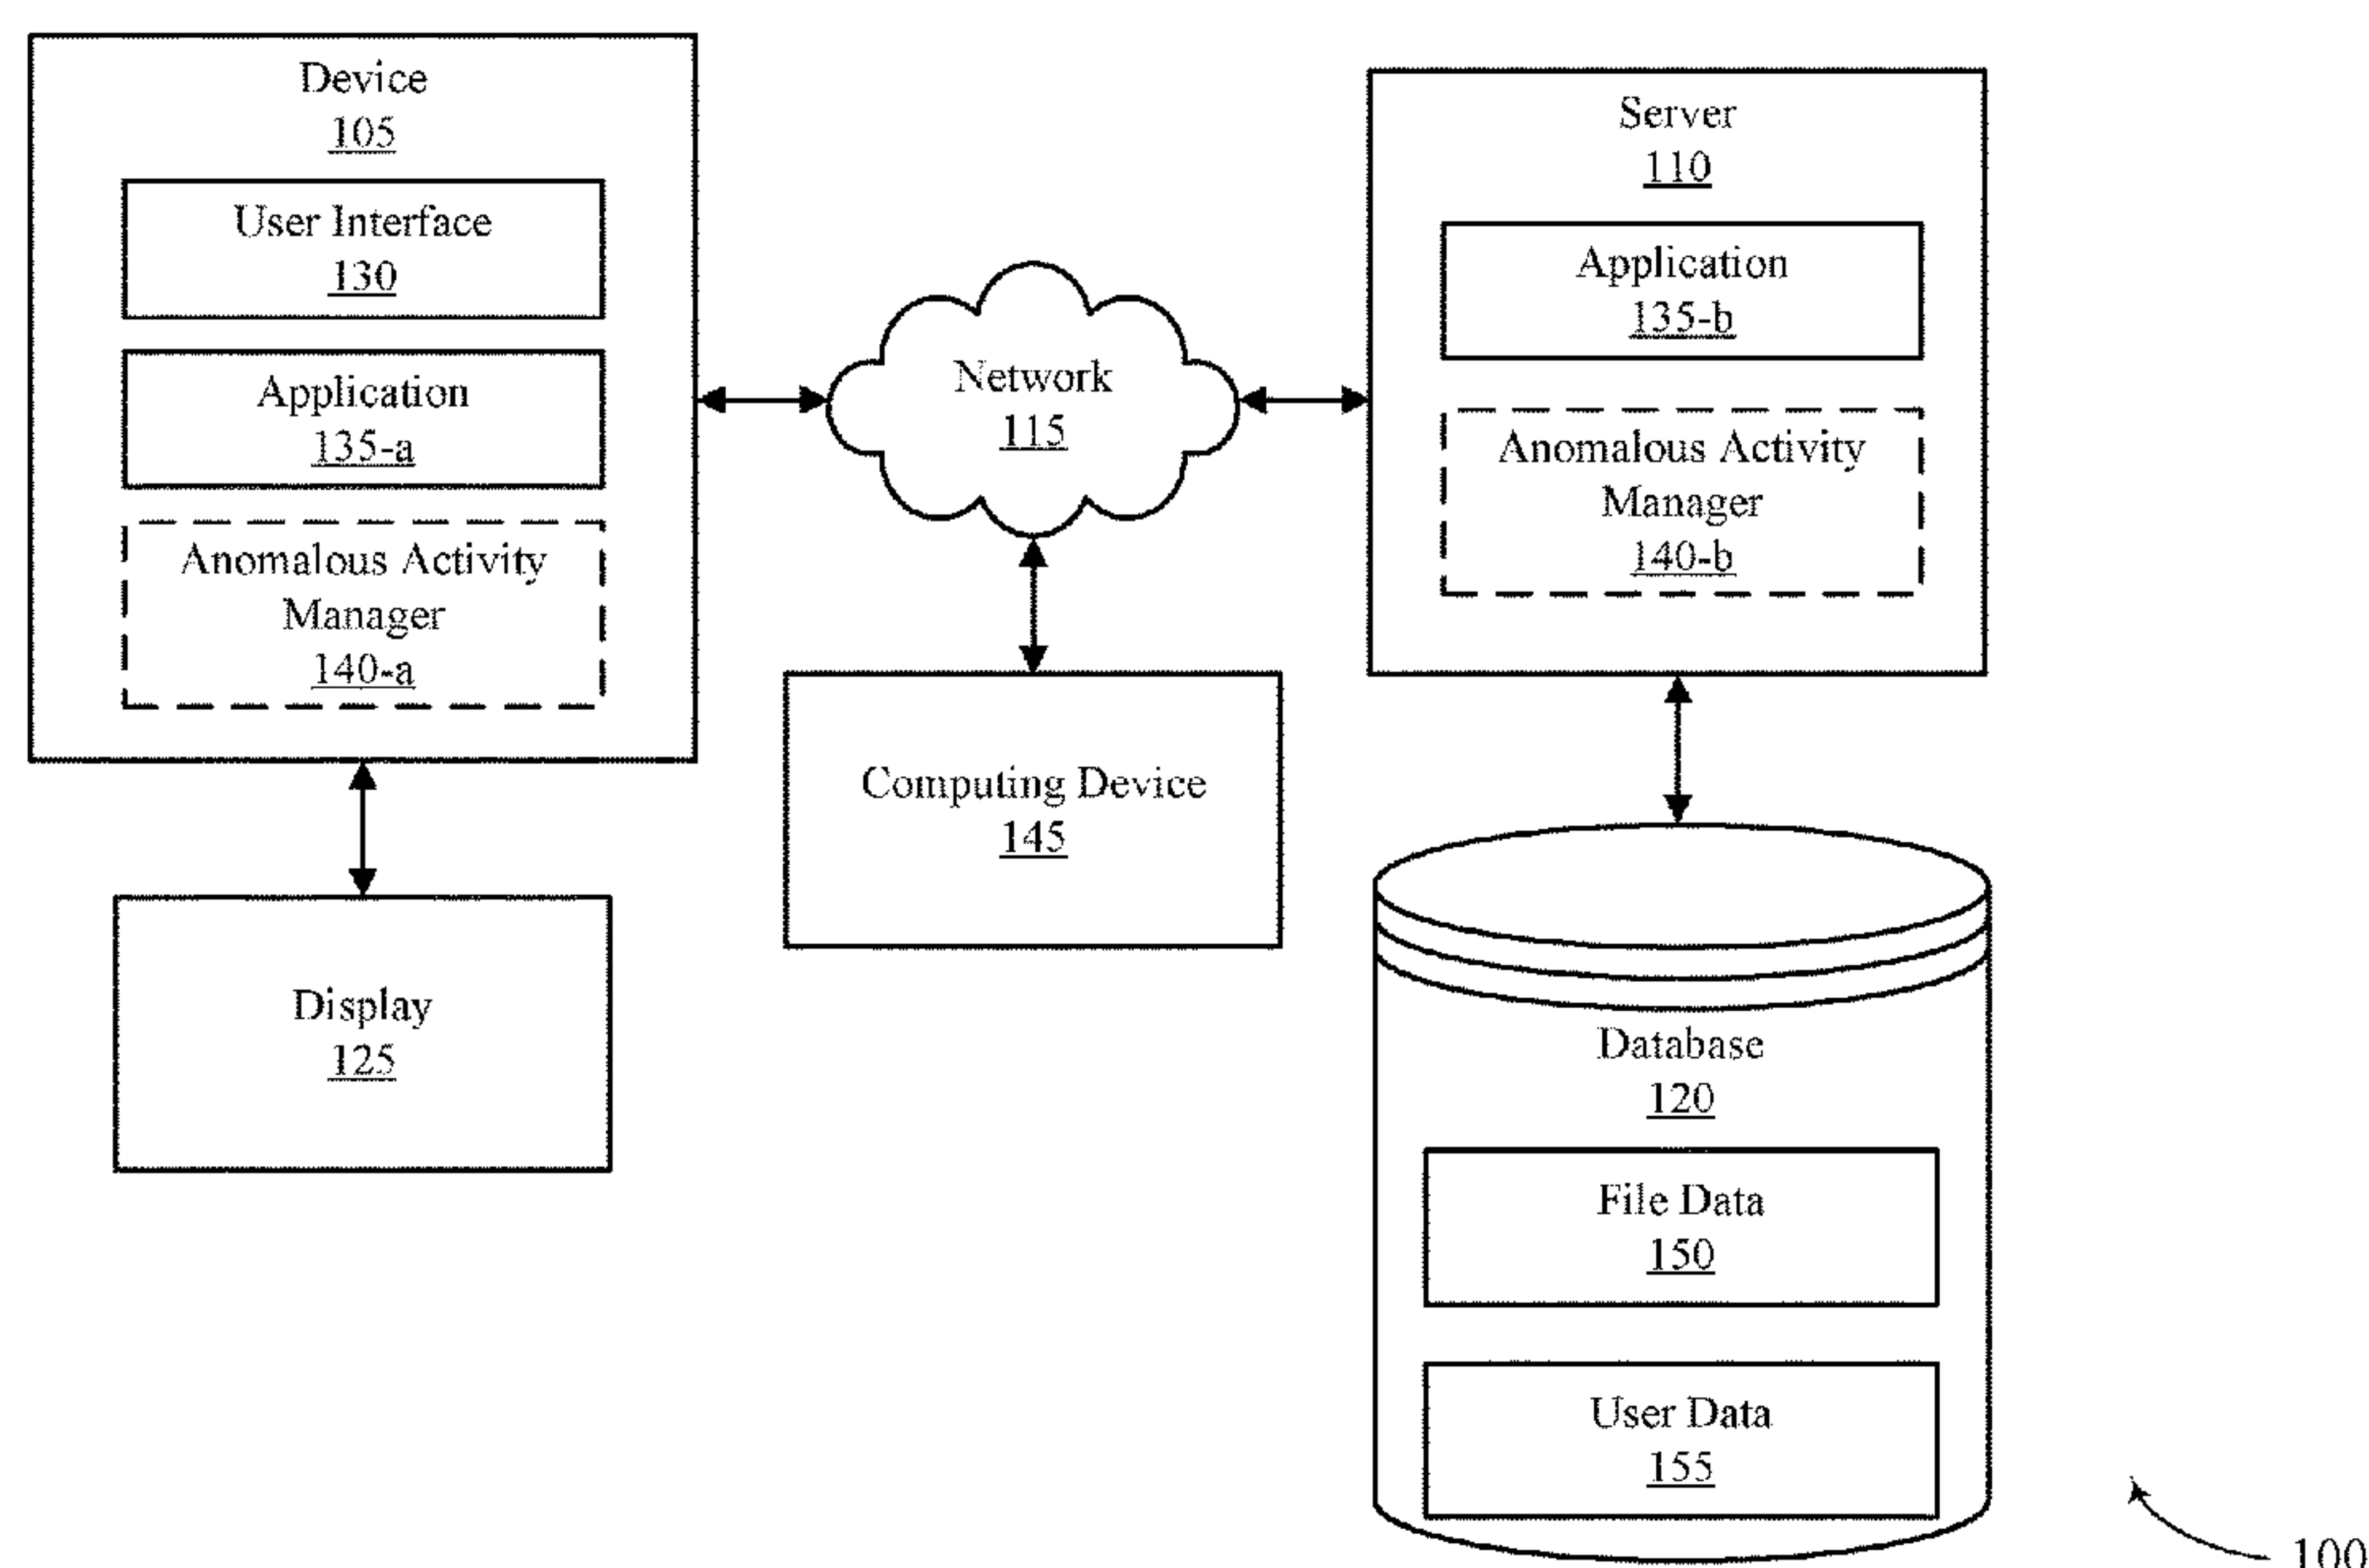 Device
105
User Interface
130
Application
135-a
Anomalous Activity
Manager
140-a
Display
125
Network
115
Computing Device
145
Server
110
Application
135-b
Anomalous Activity
Manager
140-b
Database
120
File Data
150
User Data
155
100